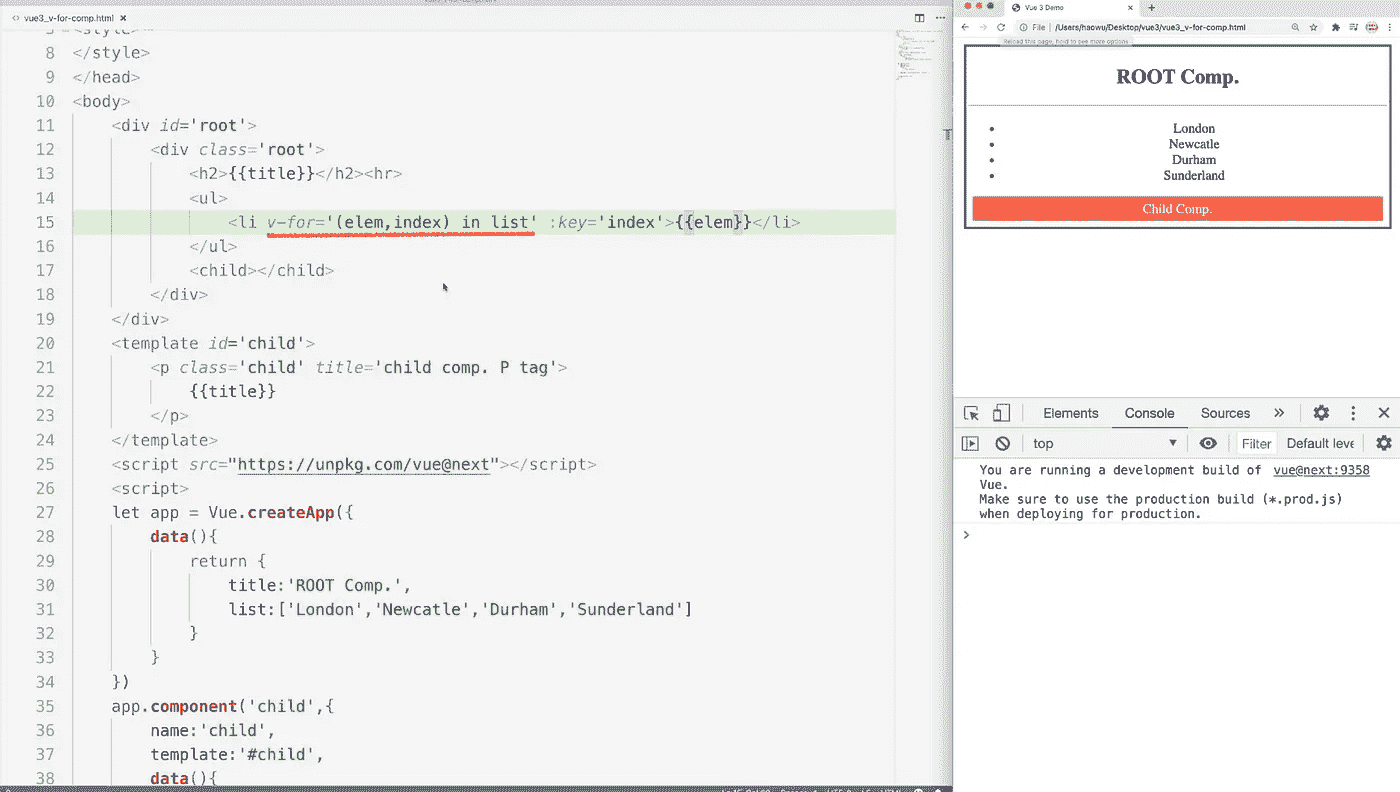 vue3_v-for-comp.html
8 </style>
9 </head>
10 <body>
11 <div id='root'>
12 <div class='root'>
13 <h2>{{title}}</h2><hr>
14 <ul>
15 <li v-for='(elem,index) in list' :key='index'>{{elem}}</li>
16 </ul>
17 <child></child>
18 </div>
19 </div>
20 <template id='child'>
21 <p class='child' title='child comp. P tag'>
22 {{title}}
23 </p>
24 </template>
25 <script src="https://unpkg.com/vue@next"></script>
26 <script>
27 let app = Vue.createApp({
28 data(){
29 return {
30 title:'ROOT Comp.',
31 list:['London','Newcatle','Durham','Sunderland']
32 }
33 }
34 })
35 app.component('child',{
36 name:'child',
37 template:'#child',
38 data(){
Vue 3 Demo
File /Users/haowu/Desktop/vue3/vue3_v-for-comp.html
Reload this page, hold to see more options
ROOT Comp.
London
Newcatle
Durham
Sunderland
Child Comp.
Elements Console Sources
top Filter Default leve
You are running a development build of vue@next:9358
Vue.
Make sure to use the production build (*.prod.js)
when deploying for production.